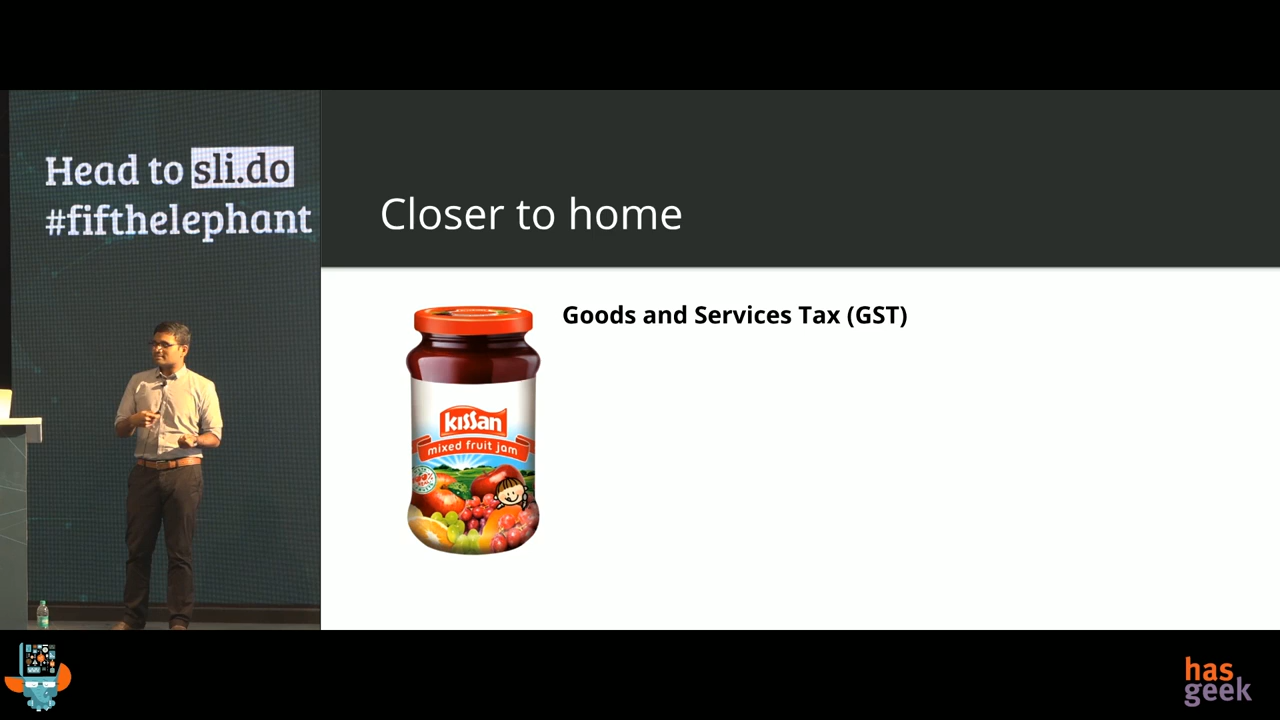 Head to sli.do
#fifthelephant
Closer to home
Goods and Services Tax (GST)
kissan
mixed fruit jam
has
geek